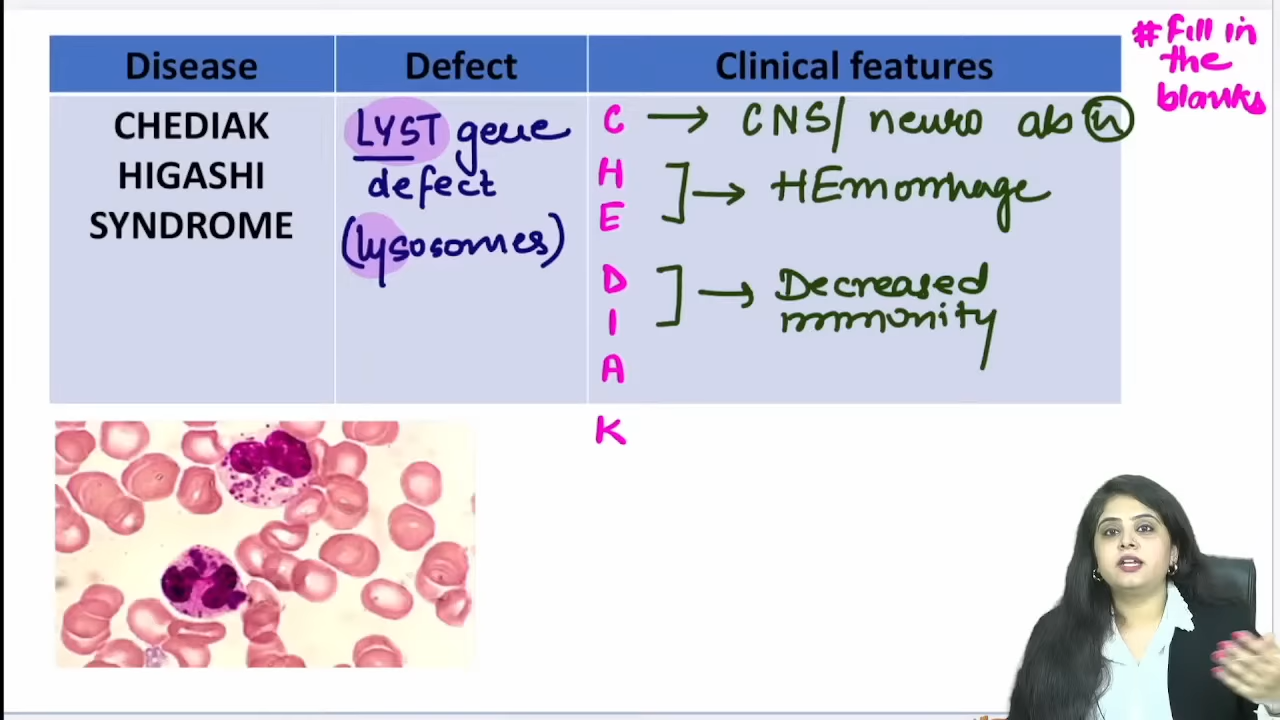 #Fill in
the
blanks
Disease Defect Clinical features
CHEDIAK
HIGASHI
SYNDROME
LYST gene
defect
(lysosomes)
C → CNS/ neuro abn
H
E
] → HEmorrhage
D
I
] → Decreased
immunity
A
K